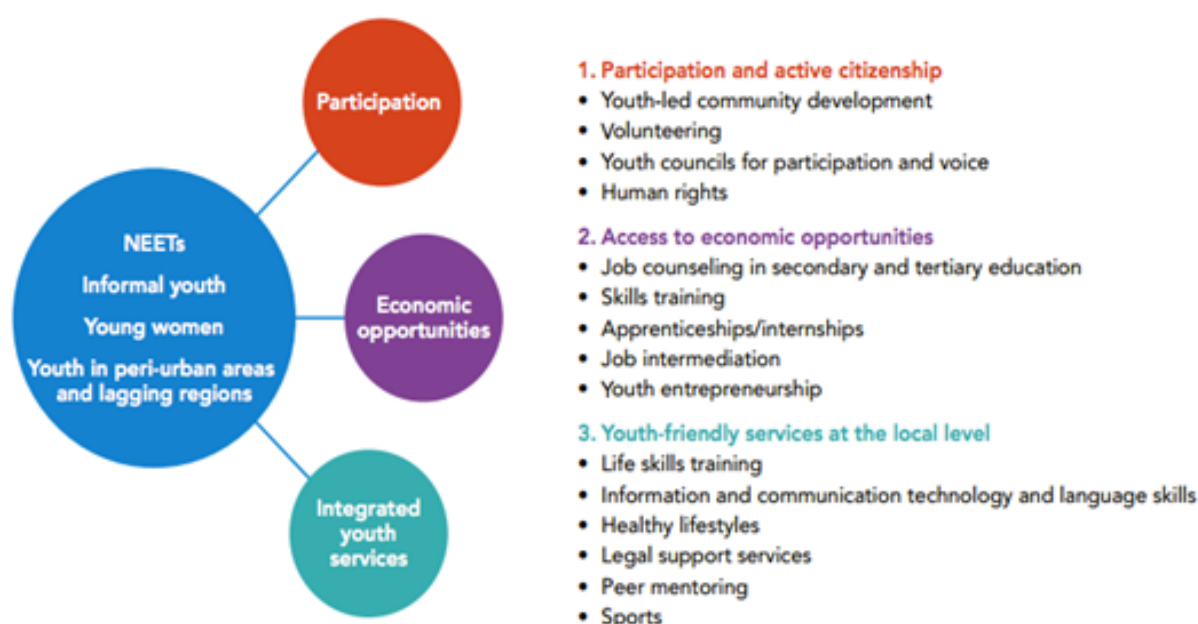 Participation
NEETs
Informal youth
Young women
Youth in peri-urban areas
and lagging regions
Economic
opportunities
Integrated
youth
services
1. Participation and active citizenship
• Youth-led community development
• Volunteering
• Youth councils for participation and voice
• Human rights
2. Access to economic opportunities
• Job counseling in secondary and tertiary education
• Skills training
• Apprenticeships/internships
• Job intermediation
• Youth entrepreneurship
3. Youth-friendly services at the local level
• Life skills training
• Information and communication technology and language skills
• Healthy lifestyles
• Legal support services
• Peer mentoring
• Sports